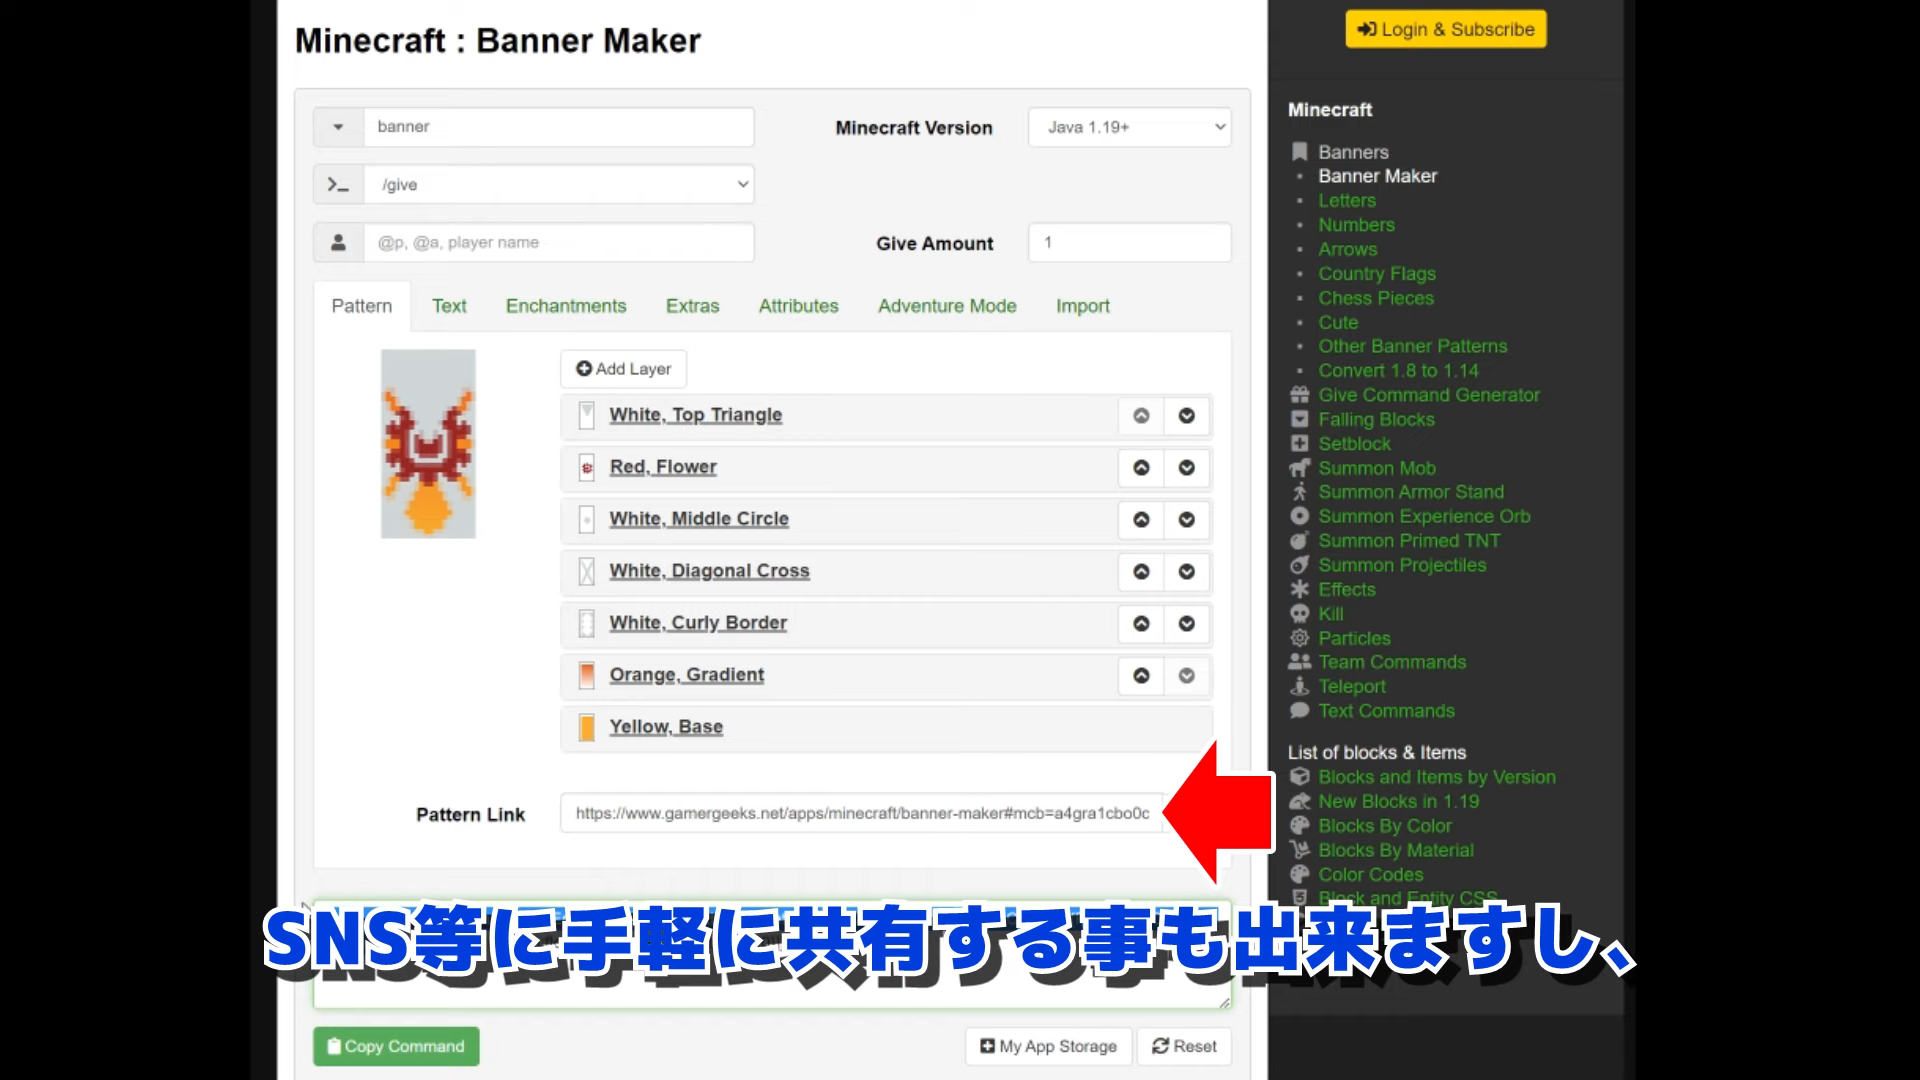 Minecraft : Banner Maker
Login & Subscribe
banner
Minecraft Version
Java 1.19+
/give
@p, @a, player name
Give Amount
1
Pattern
Text
Enchantments
Extras
Attributes
Adventure Mode
Import
Add Layer
White, Top Triangle
Red, Flower
White, Middle Circle
White, Diagonal Cross
White, Curly Border
Orange, Gradient
Yellow, Base
Pattern Link
https://www.gamergeeks.net/apps/minecraft/banner-maker#mcb=a4gra1cbo0c
Minecraft
Banners
Banner Maker
Letters
Numbers
Arrows
Country Flags
Chess Pieces
Cute
Other Banner Patterns
Convert 1.8 to 1.14
Give Command Generator
Falling Blocks
Setblock
Summon Mob
Summon Armor Stand
Summon Experience Orb
Summon Primed TNT
Summon Projectiles
Effects
Kill
Particles
Team Commands
Teleport
Text Commands
List of blocks & Items
Blocks and Items by Version
New Blocks in 1.19
Blocks By Color
Blocks By Material
Color Codes
Block and Entity CSS
SNS等に手軽に共有する事も出来ますし、
Copy Command
My App Storage
Reset